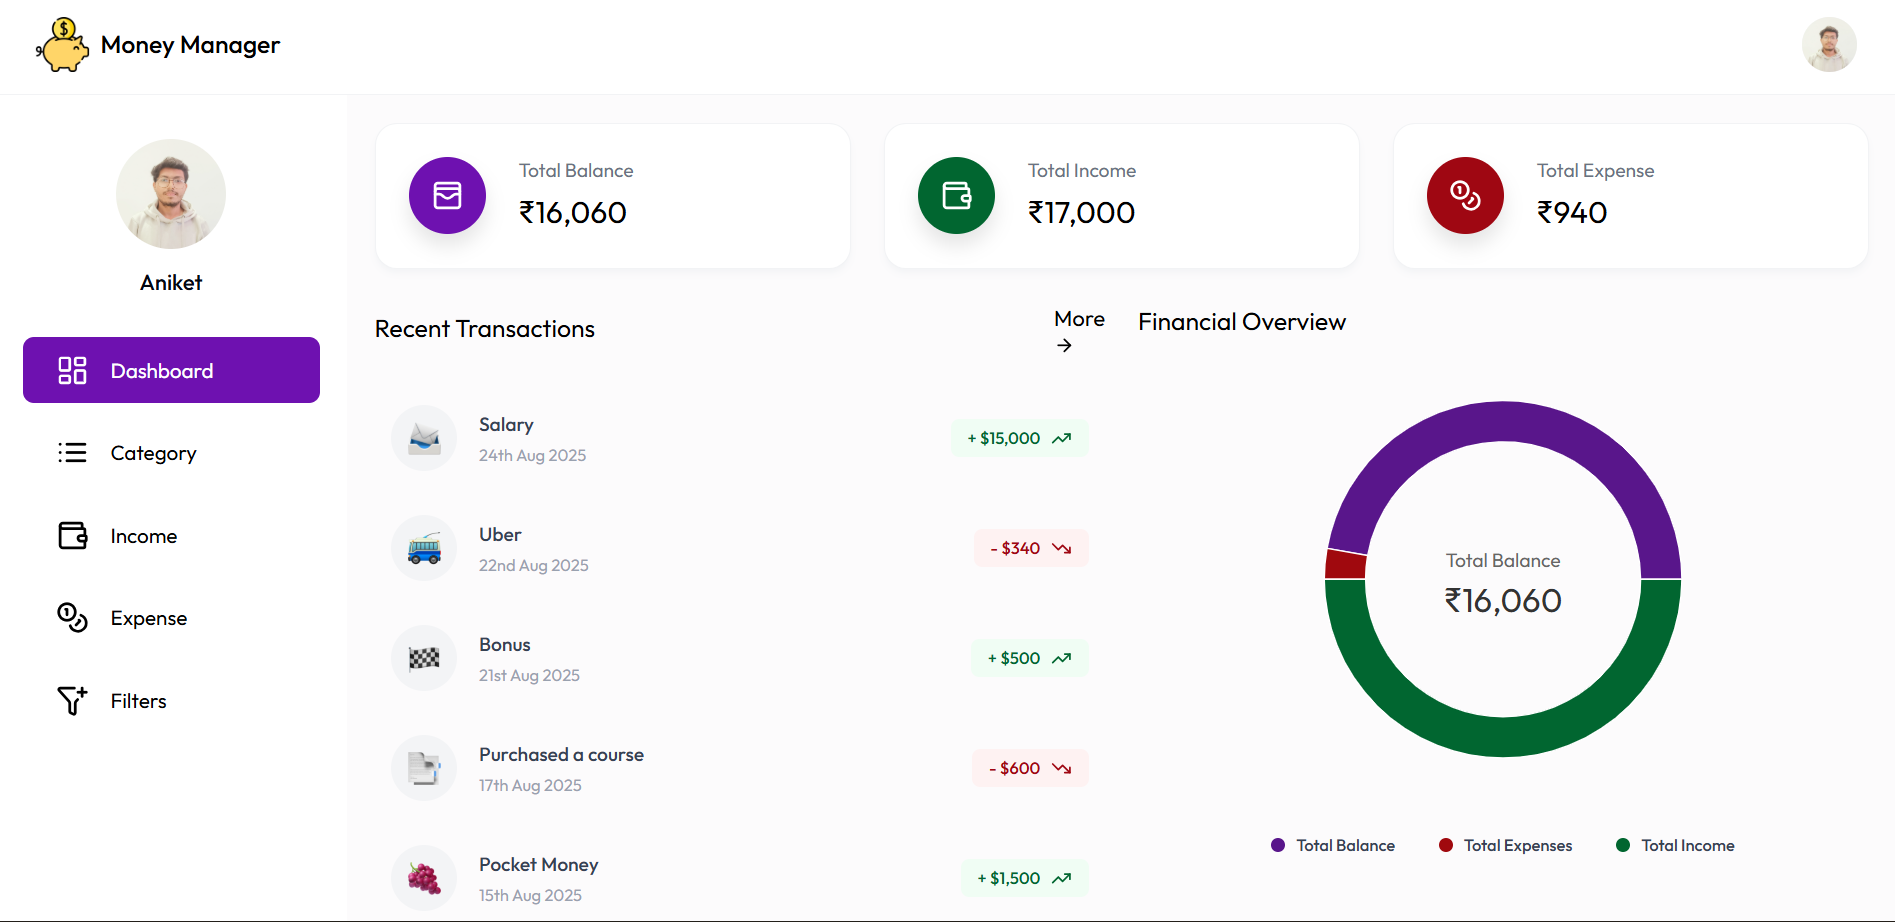 Money Manager
Aniket
Dashboard
Category
Income
Expense
Filters
Total Balance
₹16,060
Total Income
₹17,000
Total Expense
₹940
Recent Transactions
More
Salary
24th Aug 2025
+ $15,000
Uber
22nd Aug 2025
- $340
Bonus
21st Aug 2025
+ $500
Purchased a course
17th Aug 2025
- $600
Pocket Money
15th Aug 2025
+ $1,500
Financial Overview
Total Balance
₹16,060
Total Balance
Total Expenses
Total Income